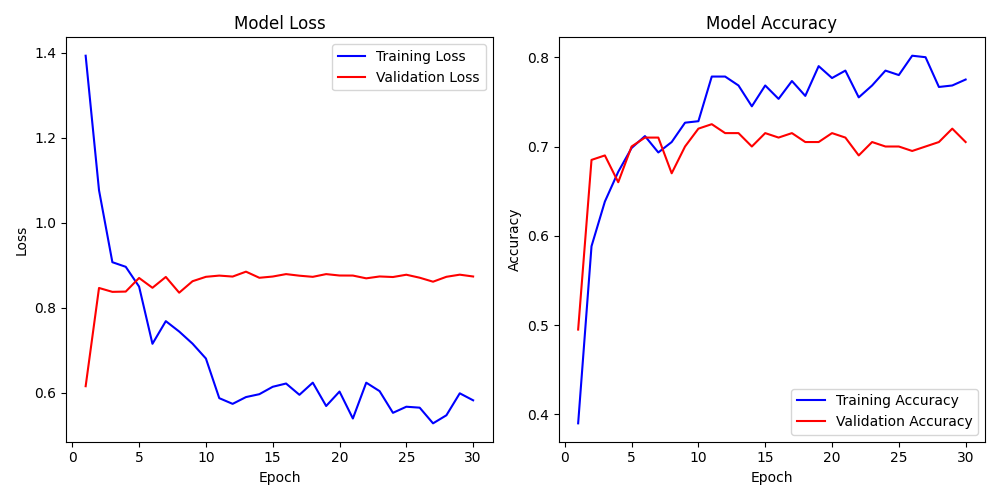 Model Loss
1.4
1.2
1.0
0.8
0.6
Loss
0
5
10
15
20
25
30
Epoch
Training Loss
Validation Loss
Model Accuracy
0.8
0.7
0.6
0.5
0.4
Accuracy
0
5
10
15
20
25
30
Epoch
Training Accuracy
Validation Accuracy